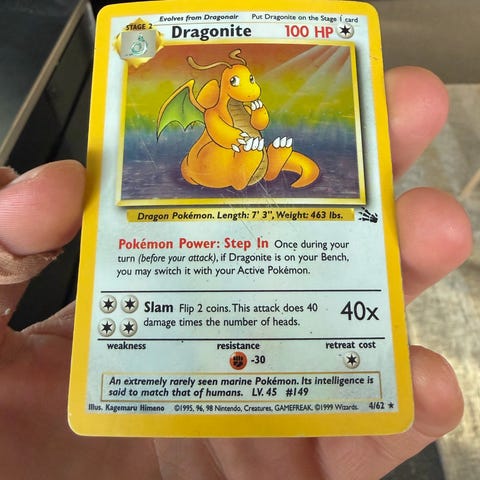 Evolves from Dragonair Put Dragonite on the Stage 1 card
STAGE 2 Dragonite 100 HP
Dragon Pokémon. Length: 7' 3", Weight: 463 lbs.
Pokémon Power: Step In Once during your
turn (before your attack), if Dragonite is on your Bench,
you may switch it with your Active Pokémon.
Slam Flip 2 coins. This attack does 40
damage times the number of heads. 40x
weakness resistance retreat cost
-30
An extremely rarely seen marine Pokémon. Its intelligence is
said to match that of humans. LV. 45 #149
Illus. Kagemaru Himeno ©1995, 96, 98 Nintendo, Creatures, GAMEFREAK. ©1999 Wizards. 4/62 ★